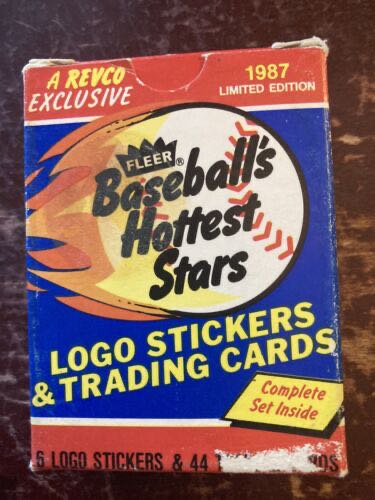 A REVCO
EXCLUSIVE
1987
LIMITED EDITION
FLEER®
Baseball's
Hottest
Stars
LOGO STICKERS
& TRADING CARDS
Complete
Set Inside
6 LOGO STICKERS & 44